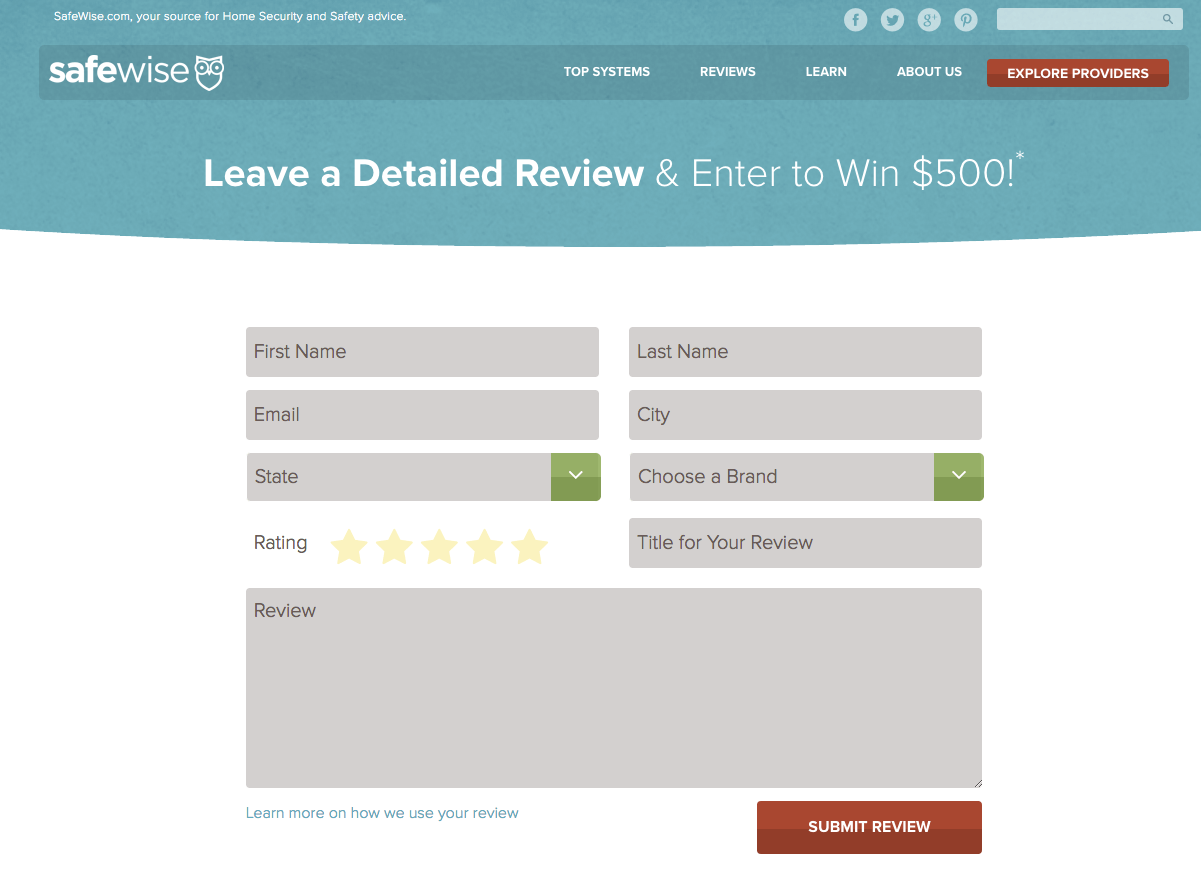 SafeWise.com, your source for Home Security and Safety advice.
f g+
safewise TOP SYSTEMS REVIEWS LEARN ABOUT US EXPLORE PROVIDERS
Leave a Detailed Review & Enter to Win $500!*
First Name Last Name
Email City
State Choose a Brand
Rating Title for Your Review
Review
Learn more on how we use your review
SUBMIT REVIEW